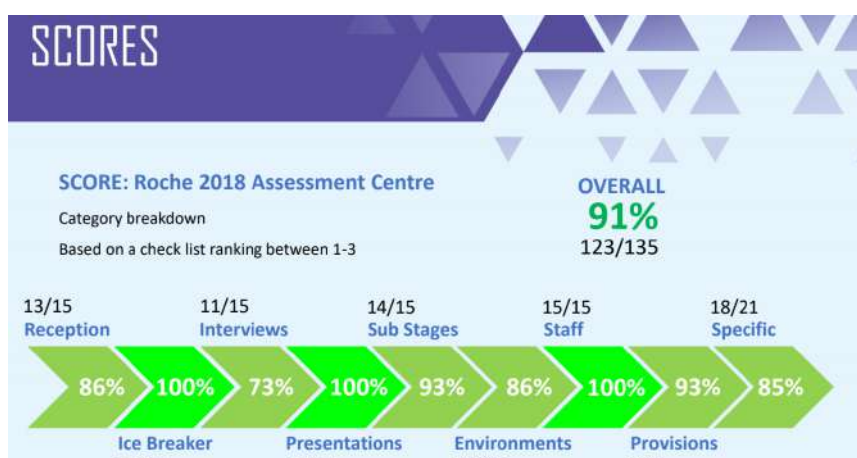 SCORES
SCORE: Roche 2018 Assessment Centre
OVERALL
Category breakdown
91%
Based on a check list ranking between 1-3
123/135
13/15 11/15 14/15 15/15 18/21
Reception Interviews Sub Stages Staff Specific
86% 100% 73% 100% 93% 86% 100% 93% 85%
Ice Breaker Presentations Environments Provisions